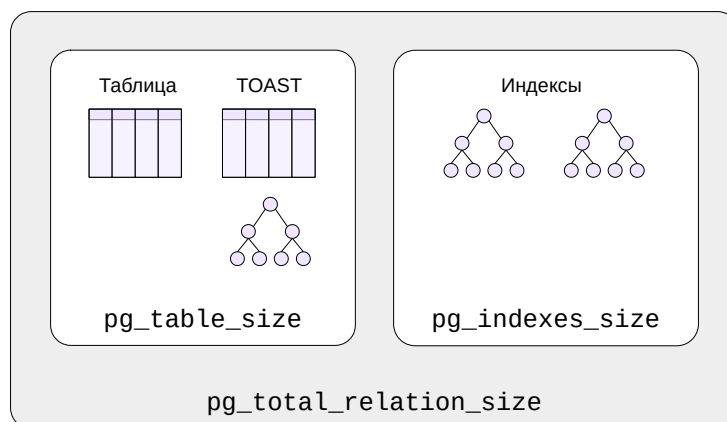 Таблица
TOAST
Индексы
pg_table_size
pg_indexes_size
pg_total_relation_size